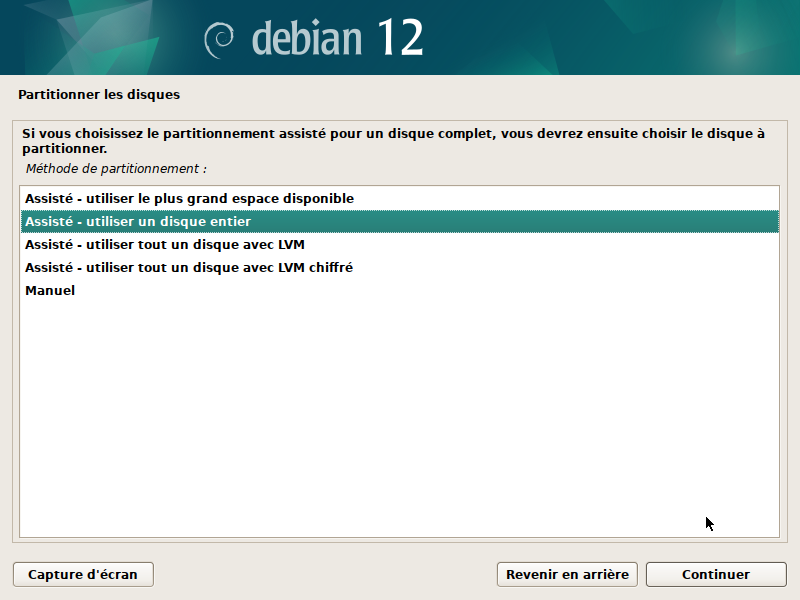 debian 12
Partitionner les disques
Si vous choisissez le partitionnement assisté pour un disque complet, vous devrez ensuite choisir le disque à
partitionner.
Méthode de partitionnement :
Assisté - utiliser le plus grand espace disponible
Assisté - utiliser un disque entier
Assisté - utiliser tout un disque avec LVM
Assisté - utiliser tout un disque avec LVM chiffré
Manuel
Capture d'écran
Revenir en arrière
Continuer